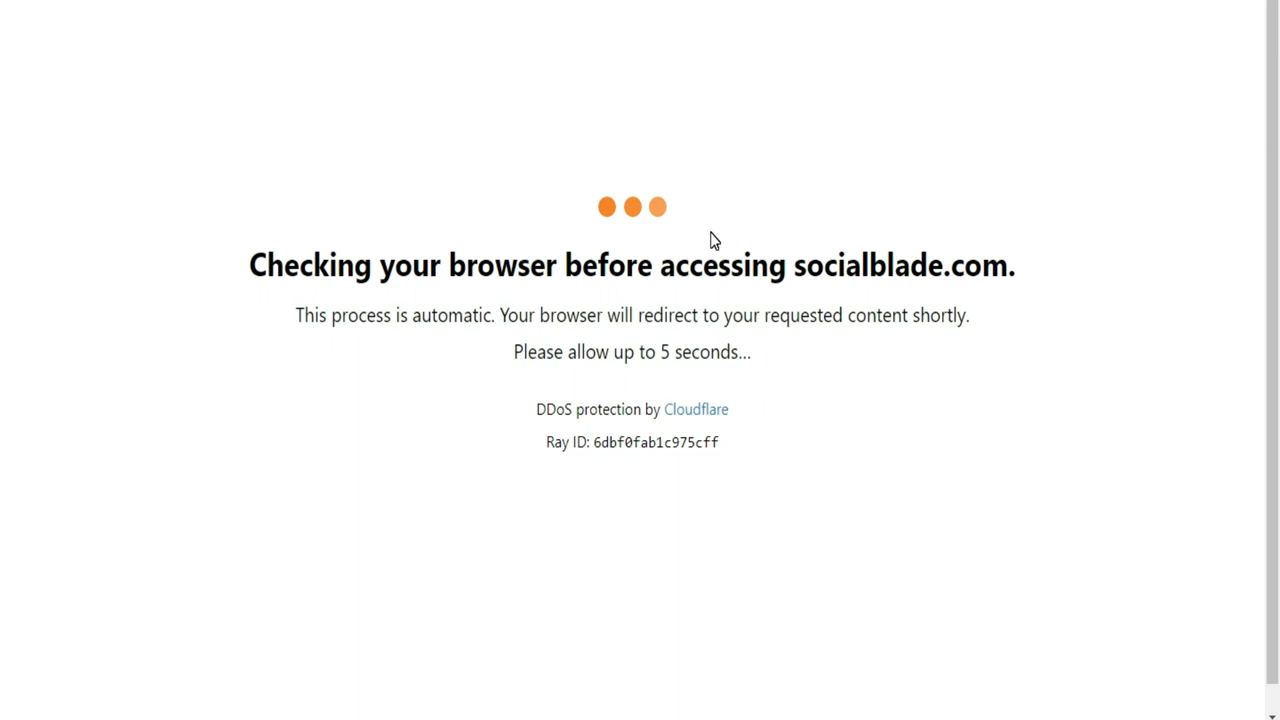 Checking your browser before accessing socialblade.com.
This process is automatic. Your browser will redirect to your requested content shortly.
Please allow up to 5 seconds...
DDoS protection by Cloudflare
Ray ID: 6dbf0fab1c975cff